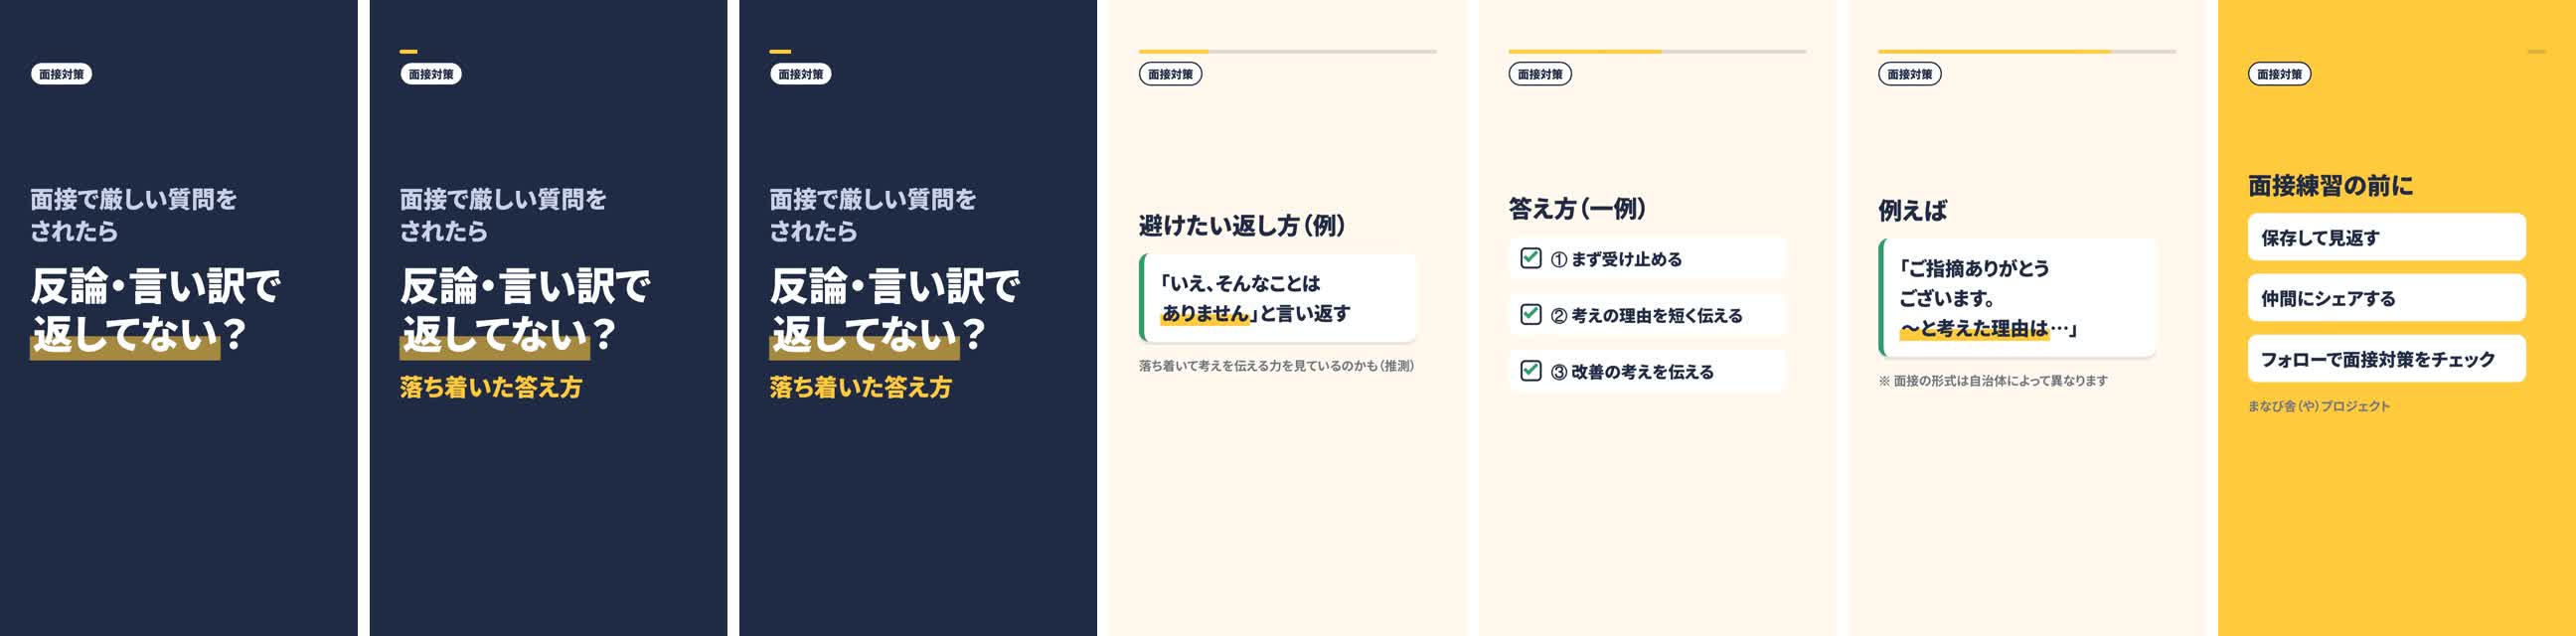 面接対策
面接で厳しい質問を
されたら
反論・言い訳で
返してない？
面接対策
面接で厳しい質問を
されたら
反論・言い訳で
返してない？
落ち着いた答え方
面接対策
面接で厳しい質問を
されたら
反論・言い訳で
返してない？
落ち着いた答え方
面接対策
避けたい返し方（例）
「いえ、そんなことは
ありません」と言い返す
落ち着いて考えを伝える力を見ているのかも（推測）
面接対策
答え方（一例）
① まず受け止める
② 考えの理由を短く伝える
③ 改善の考えを伝える
面接対策
例えば
「ご指摘ありがとう
ございます。
〜と考えた理由は…」
※ 面接の形式は自治体によって異なります
面接対策
面接練習の前に
保存して見返す
仲間にシェアする
フォローで面接対策をチェック
まなび舎（や）プロジェクト